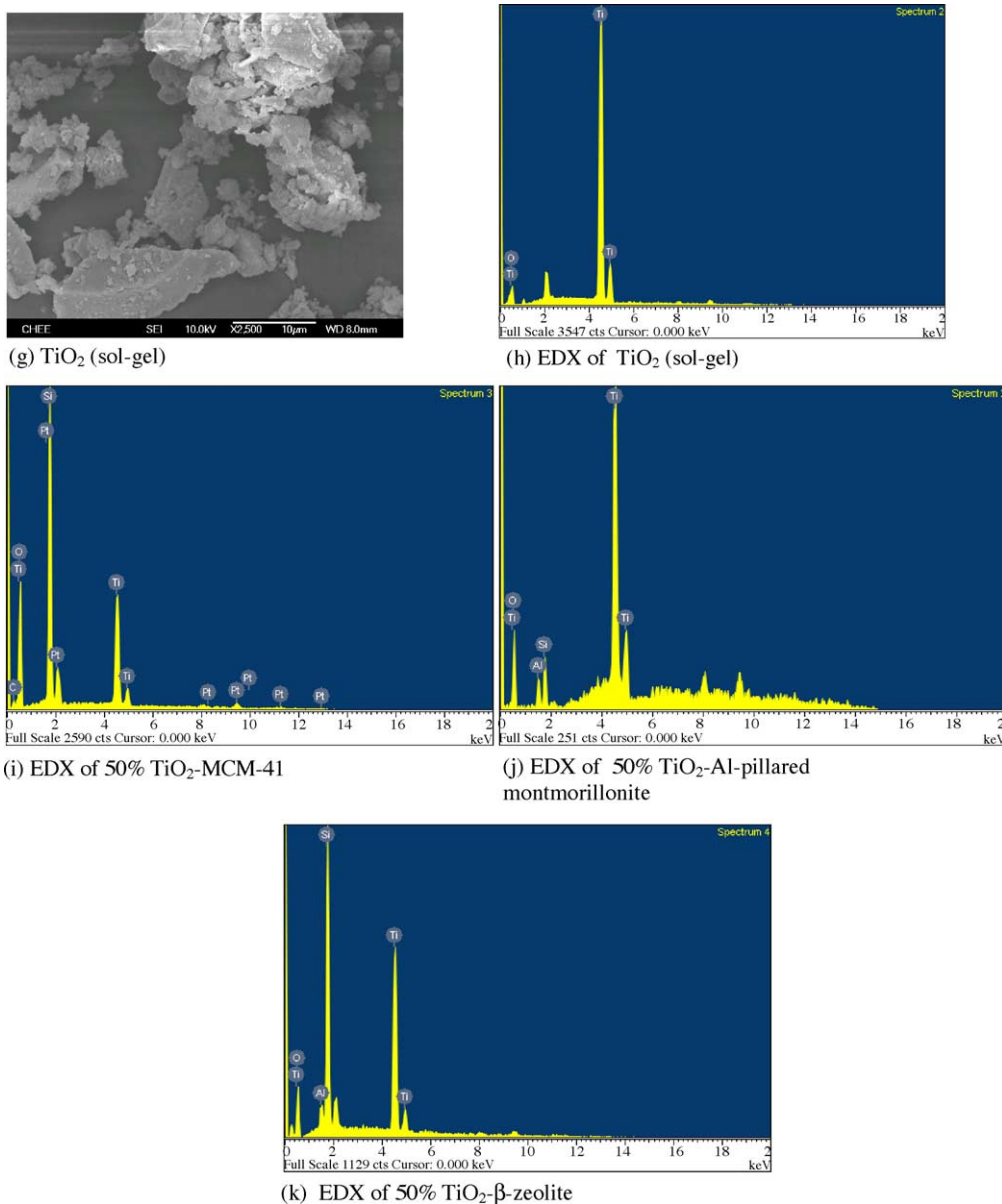 CHEE SEI 10.0kV X2,500 10μm WD 8.0mm
(g) TiO2 (sol-gel)
Spectrum 2
Ti
O
Ti
Ti
0 2 4 6 8 10 12 14 16 18 2
Full Scale 3547 cts Cursor: 0.000 keV keV
(h) EDX of TiO2 (sol-gel)
Spectrum 3
Si
Pt
O
Ti
Ti
C
Pt
Ti
Pt
Pt
Pt
Pt
Pt
0 2 4 6 8 10 12 14 16 18 2
Full Scale 2590 cts Cursor: 0.000 keV keV
(i) EDX of 50% TiO2-MCM-41
Spectrum
Ti
O
Ti
Al
Si
Ti
0 2 4 6 8 10 12 14 16 18 2
Full Scale 251 cts Cursor: 0.000 keV keV
(j) EDX of 50% TiO2-Al-pillared
montmorillonite
Spectrum 4
Si
Ti
O
Ti
Al
Ti
0 2 4 6 8 10 12 14 16 18 2
Full Scale 1129 cts Cursor: 0.000 keV keV
(k) EDX of 50% TiO2-β-zeolite